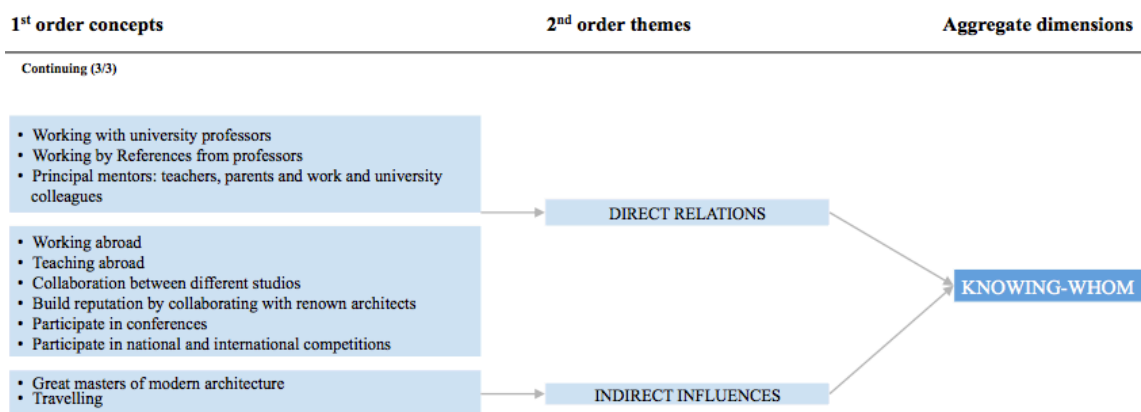 1st order concepts
2nd order themes
Aggregate dimensions
Continuing (3/3)
• Working with university professors
• Working by References from professors
• Principal mentors: teachers, parents and work and university
colleagues
DIRECT RELATIONS
• Working abroad
• Teaching abroad
• Collaboration between different studios
• Build reputation by collaborating with renown architects
• Participate in conferences
• Participate in national and international competitions
KNOWING-WHOM
• Great masters of modern architecture
• Travelling
INDIRECT INFLUENCES